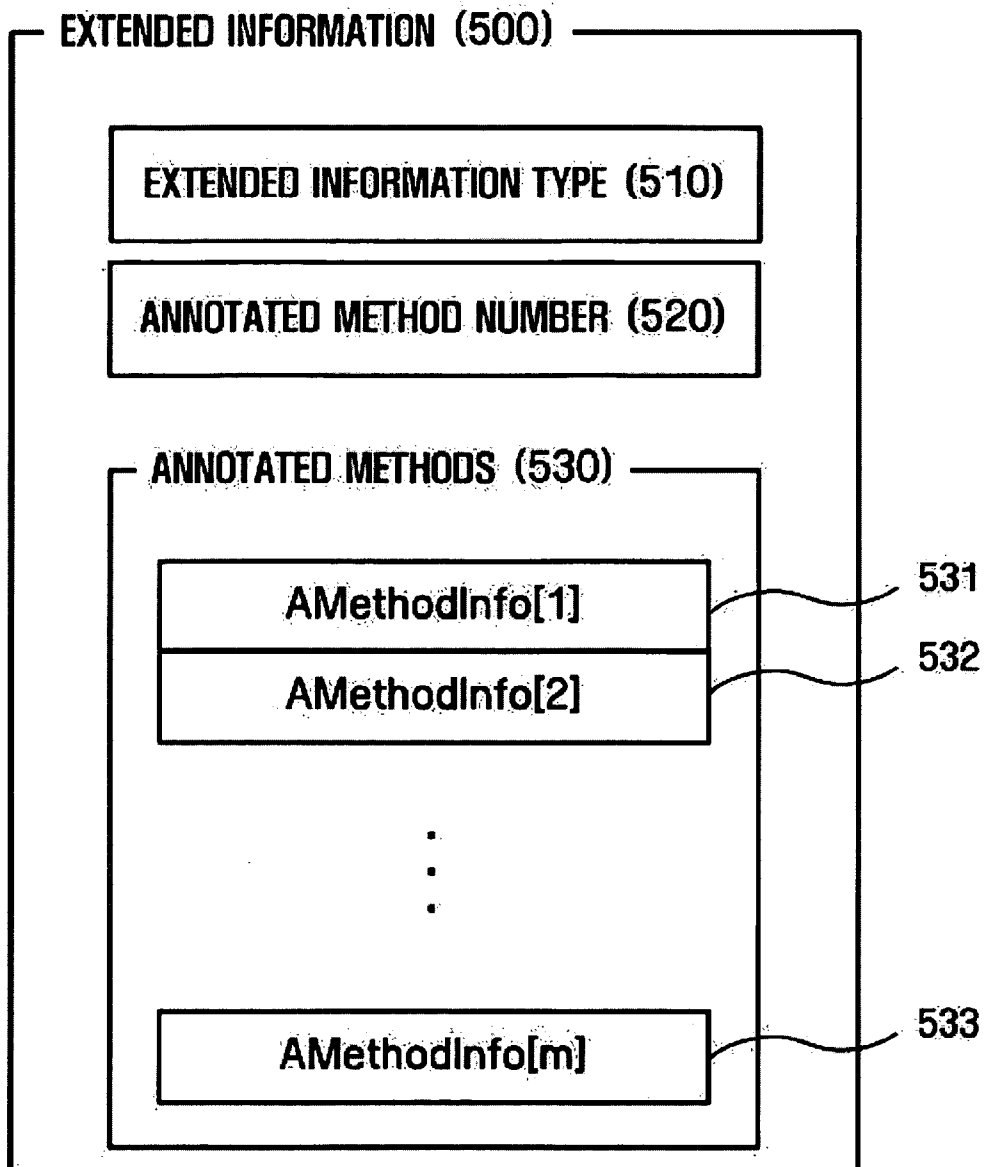 EXTENDED INFORMATION (500)
EXTENDED INFORMATION TYPE (510)
ANNOTATED METHOD NUMBER (520)
ANNOTATED METHODS (530)
AMethodInfo[1]
531
AMethodInfo[2]
532
AMethodInfo[m]
533